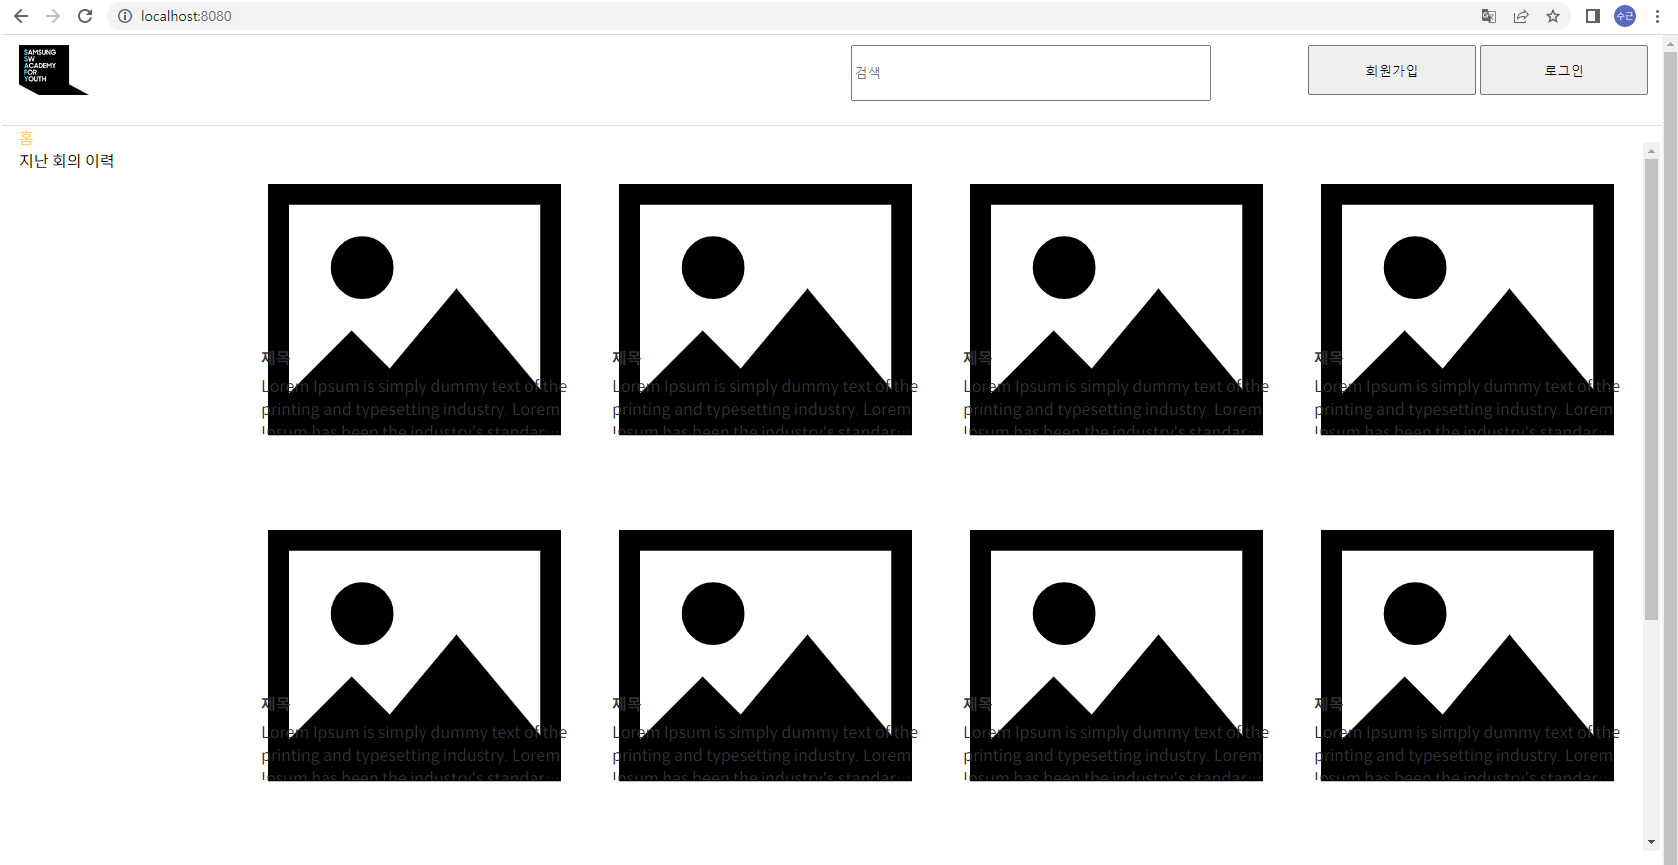 localhost:8080
수근
SAMSUNG
SW
ACADEMY
FOR
YOUTH
검색
회원가입
로그인
홈
지난 회의 이력
제목
Lorem Ipsum is simply dummy text of the
printing and typesetting industry. Lorem
Ipsum has been the industry's standar…
제목
Lorem Ipsum is simply dummy text of the
printing and typesetting industry. Lorem
Ipsum has been the industry's standar…
제목
Lorem Ipsum is simply dummy text of the
printing and typesetting industry. Lorem
Ipsum has been the industry's standar…
제목
Lorem Ipsum is simply dummy text of the
printing and typesetting industry. Lorem
Ipsum has been the industry's standar…
제목
Lorem Ipsum is simply dummy text of the
printing and typesetting industry. Lorem
Ipsum has been the industry's standar…
제목
Lorem Ipsum is simply dummy text of the
printing and typesetting industry. Lorem
Ipsum has been the industry's standar…
제목
Lorem Ipsum is simply dummy text of the
printing and typesetting industry. Lorem
Ipsum has been the industry's standar…
제목
Lorem Ipsum is simply dummy text of the
printing and typesetting industry. Lorem
Ipsum has been the industry's standar…